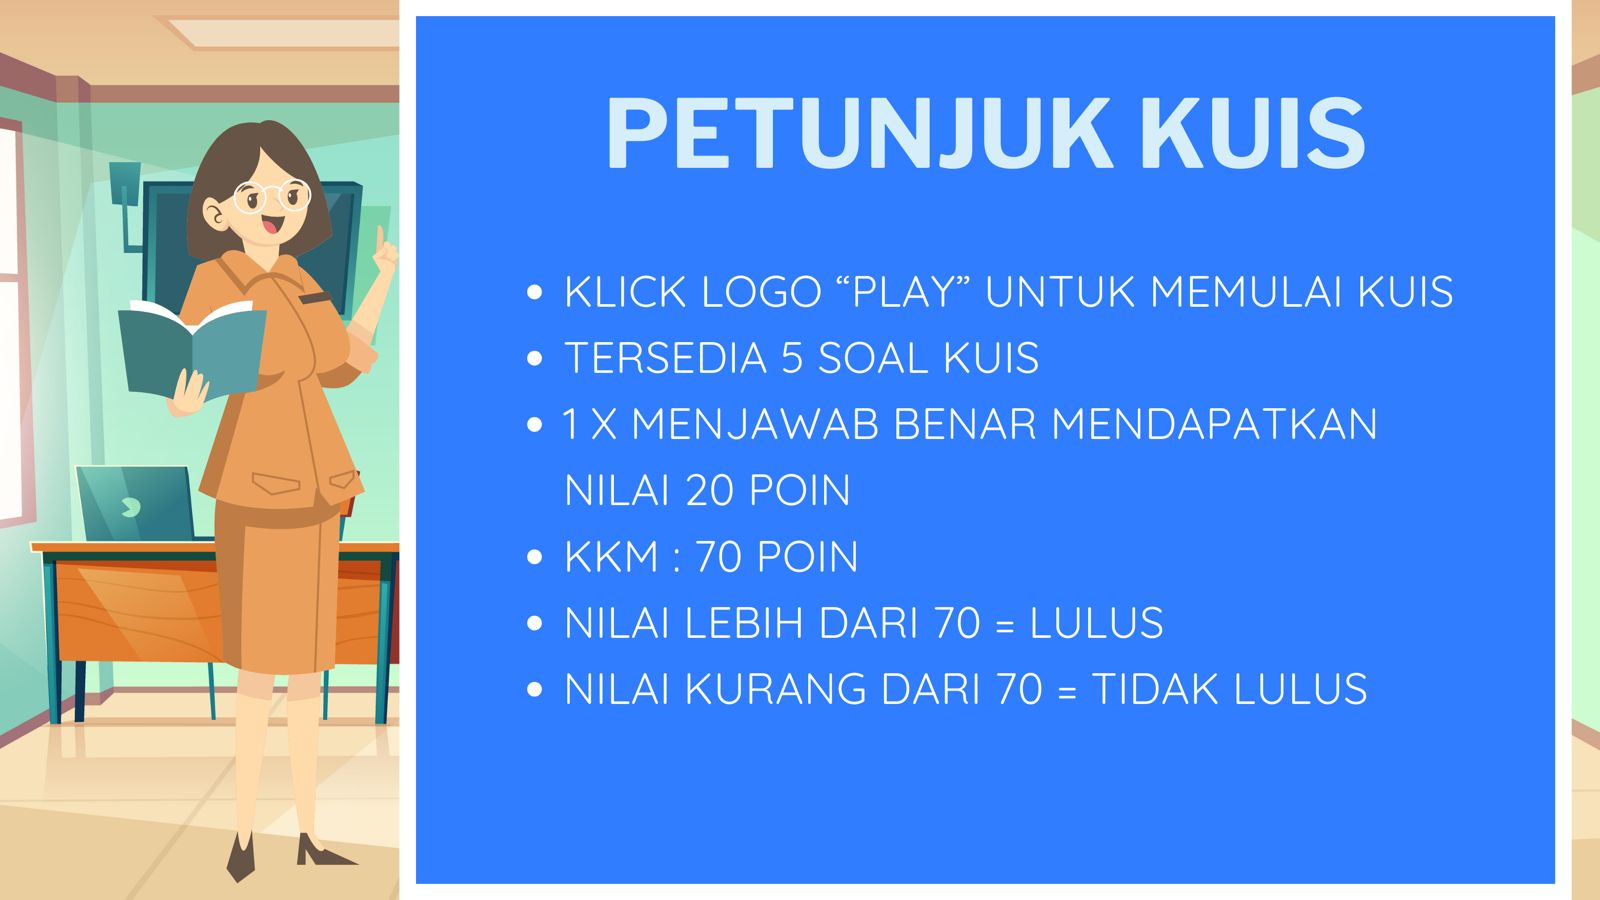 PETUNJUK KUIS
• KLICK LOGO “PLAY” UNTUK MEMULAI KUIS
• TERSEDIA 5 SOAL KUIS
• 1 X MENJAWAB BENAR MENDAPATKAN
NILAI 20 POIN
• KKM : 70 POIN
• NILAI LEBIH DARI 70 = LULUS
• NILAI KURANG DARI 70 = TIDAK LULUS